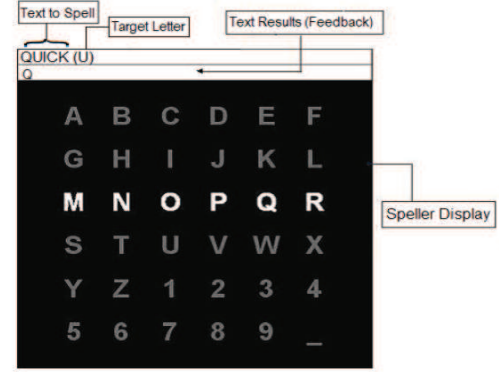 Text to Spell
Target Letter
Text Results (Feedback)
QUICK (U)
Q
A B C D E F
G H I J K L
M N O P Q R
S T U V W X
Y Z 1 2 3 4
5 6 7 8 9 _
Speller Display